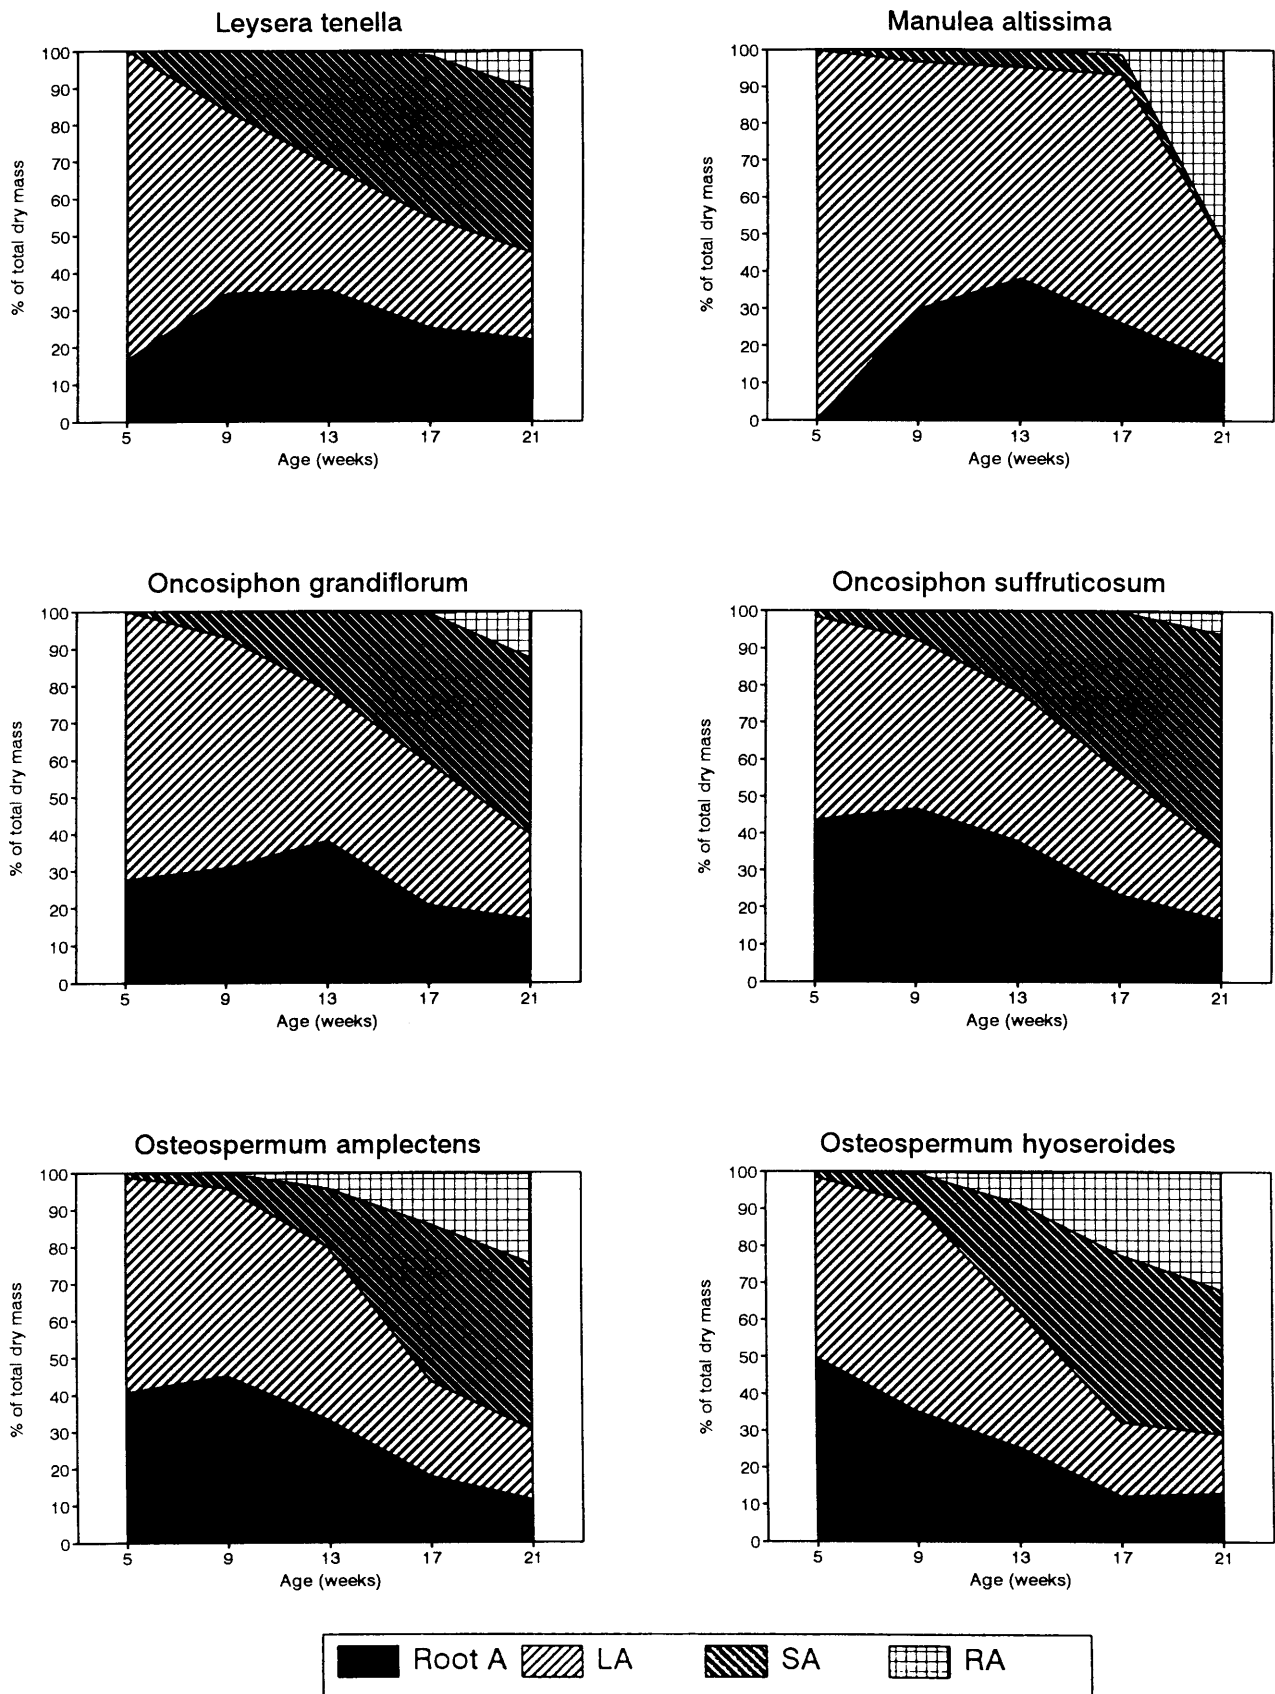 Leysera tenella
100
90
80
70
60
50
40
30
20
10
0
% of total dry mass
5 9 13 17 21
Age (weeks)
Manulea altissima
100
90
80
70
60
50
40
30
20
10
0
% of total dry mass
5 9 13 17 21
Age (weeks)
Oncosiphon grandiflorum
100
90
80
70
60
50
40
30
20
10
0
% of total dry mass
5 9 13 17 21
Age (weeks)
Oncosiphon suffruticosum
100
90
80
70
60
50
40
30
20
10
0
% of total dry mass
5 9 13 17 21
Age (weeks)
Osteospermum amplectens
100
90
80
70
60
50
40
30
20
10
0
% of total dry mass
5 9 13 17 21
Age (weeks)
Osteospermum hyoseroides
100
90
80
70
60
50
40
30
20
10
0
% of total dry mass
5 9 13 17 21
Age (weeks)
Root A LA SA RA